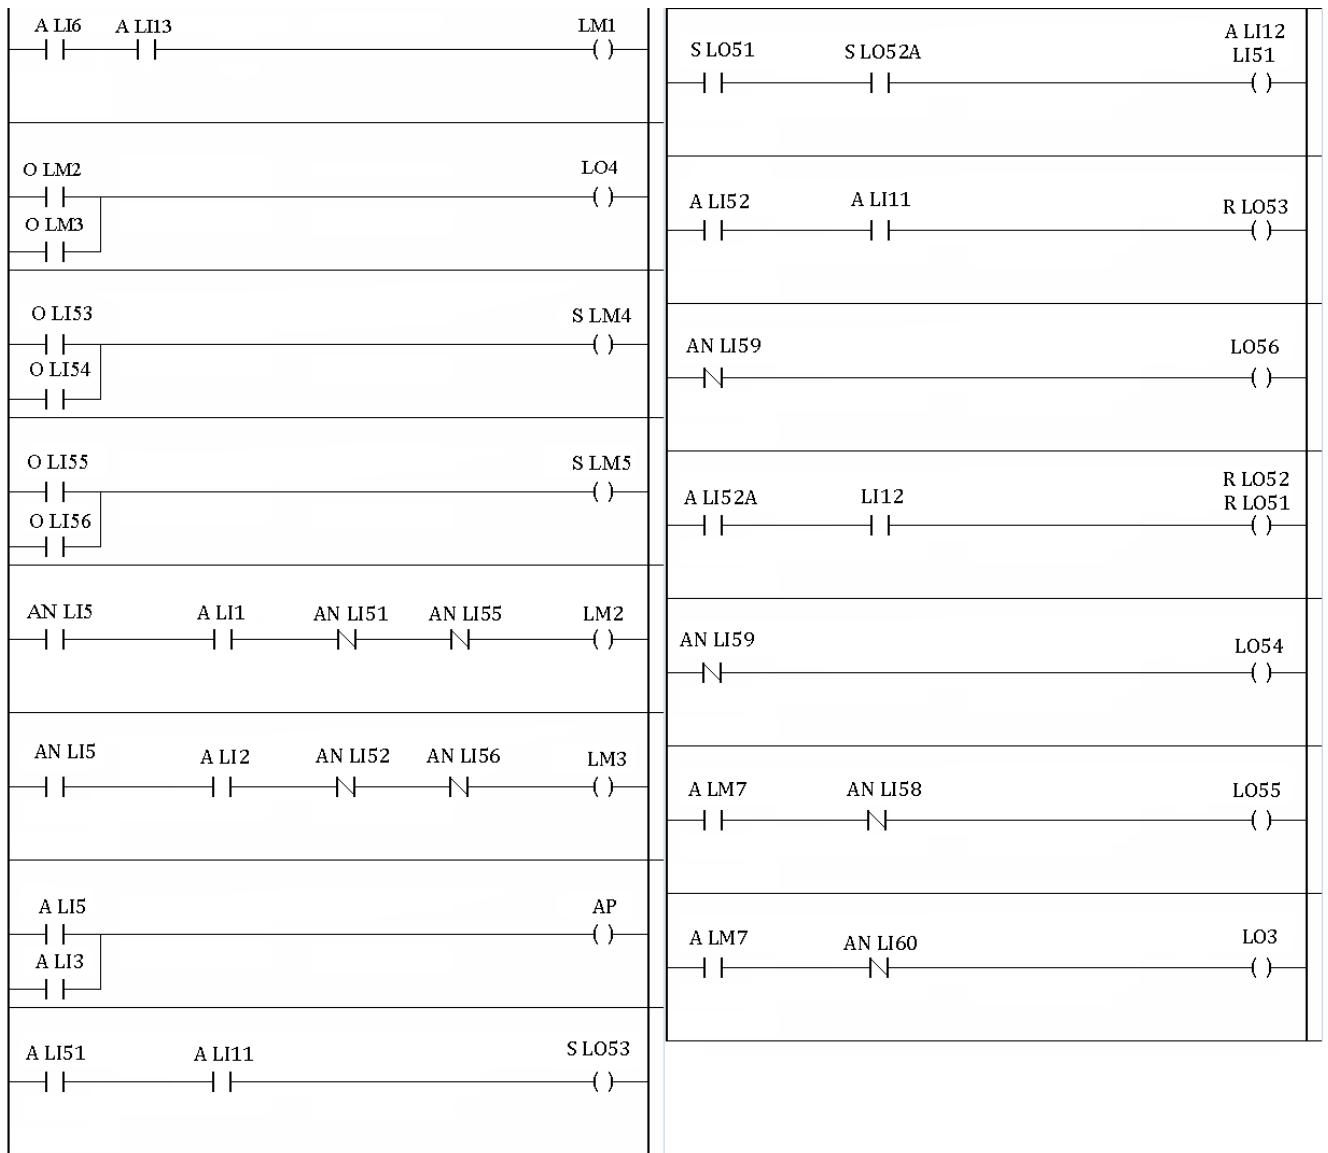 A LI6 A LI13 LM1
O LM2 LO4
O LM3
O LI53 S LM4
O LI54
O LI55 S LM5
O LI56
AN LI5 A LI1 AN LI51 AN LI55 LM2
AN LI5 A LI2 AN LI52 AN LI56 LM3
A LI5 AP
A LI3
A LI51 A LI11 S LO53
A LI12
S LO51 S LO52A LI51
A LI52 A LI11 R LO53
AN LI59 LO56
R LO52
A LI52A LI12 R LO51
AN LI59 LO54
A LM7 AN LI58 LO55
A LM7 AN LI60 LO3